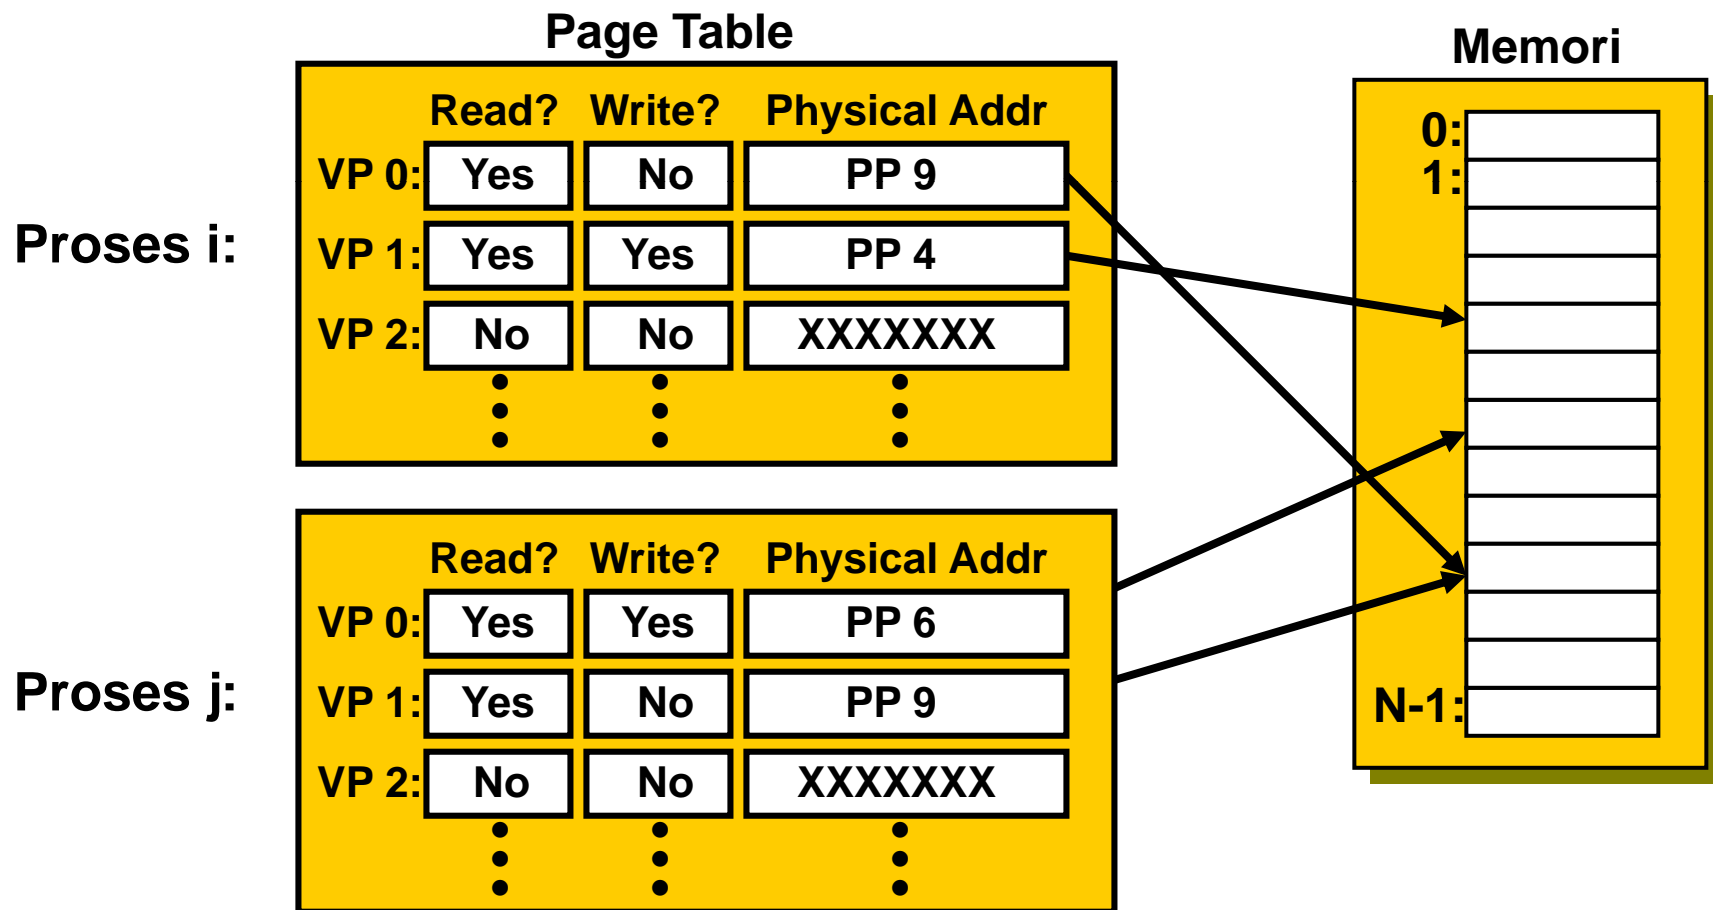 Page Table
Read? Write? Physical Addr
VP 0: Yes No PP 9
Proses i:
VP 1: Yes Yes PP 4
VP 2: No No XXXXXXX
Read? Write? Physical Addr
VP 0: Yes Yes PP 6
Proses j:
VP 1: Yes No PP 9
VP 2: No No XXXXXXX
Memori
0:
1:
N-1: